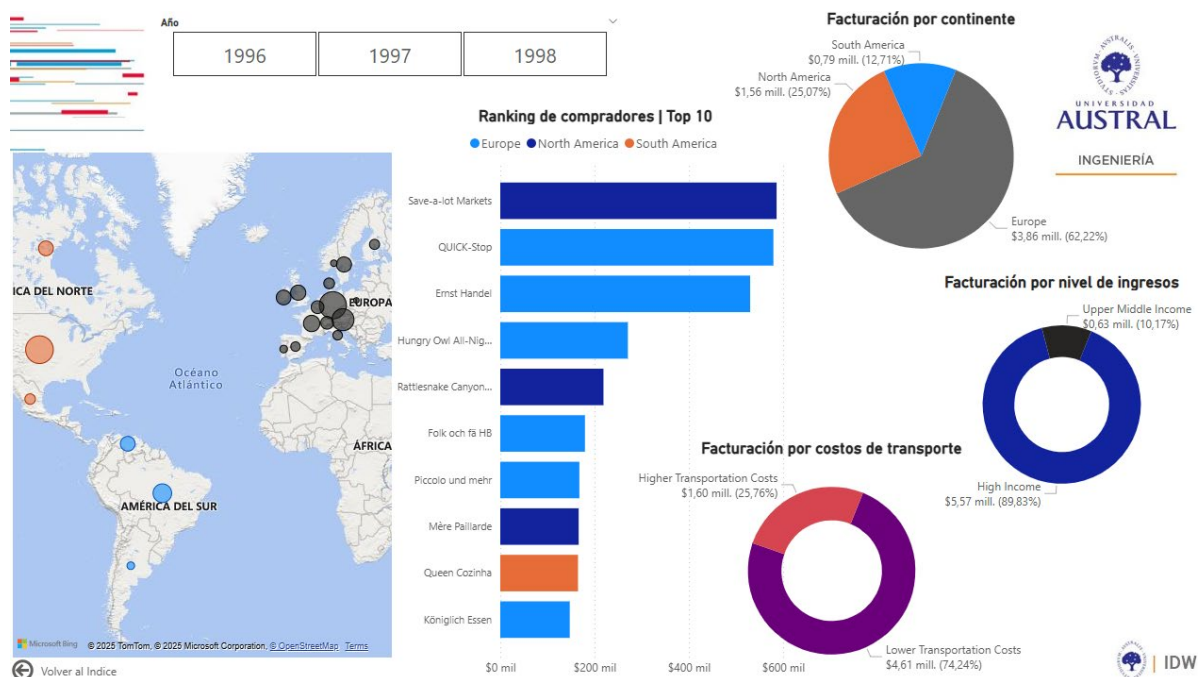 Año
1996
1997
1998
Facturación por continente
South America
$0,79 mill. (12,71%)
North America
$1,56 mill. (25,07%)
Europe
$3,86 mill. (62,22%)
UNIVERSIDAD
AUSTRAL
INGENIERÍA
Ranking de compradores | Top 10
Europe North America South America
Save-a-lot Markets
QUICK-Stop
Ernst Handel
Hungry Owl All-Nig...
Rattlesnake Canyon...
Folk och fä HB
Piccolo und mehr
Mère Paillarde
Queen Cozinha
Königlich Essen
$0 mil
$200 mil
$400 mil
$600 mil
ICA DEL NORTE
EUROPA
Océano
Atlántico
ÁFRICA
AMÉRICA DEL SUR
Microsoft Bing
© 2025 TomTom, © 2025 Microsoft Corporation, © OpenStreetMap Terms
Volver al Indice
Facturación por nivel de ingresos
Upper Middle Income
$0,63 mill. (10,17%)
High Income
$5,57 mill. (89,83%)
Facturación por costos de transporte
Higher Transportation Costs
$1,60 mill. (25,76%)
Lower Transportation Costs
$4,61 mill. (74,24%)
| IDW